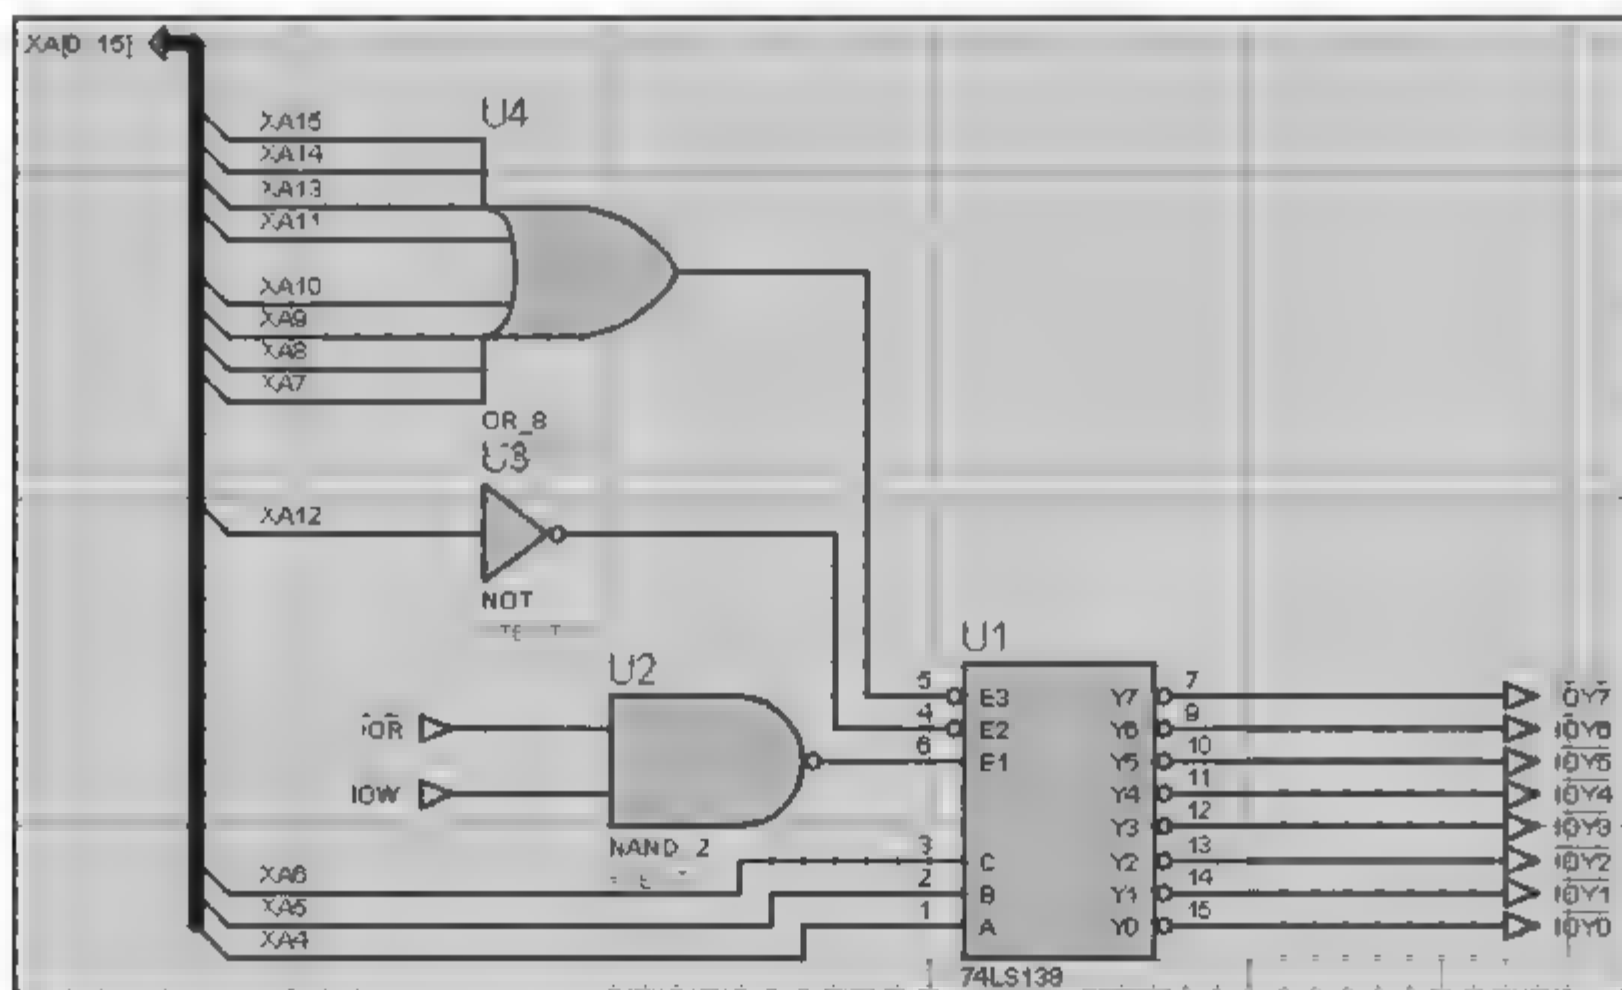 XA[0 15]
U4
XA15
XA14
XA13
XA11
XA10
XA9
XA8
XA7
OR_8
U3
XA12
NOT
U2
IOR
IOW
NAND_2
U1
5 E3 Y7 7 IOY7
4 E2 Y6 9 IOY6
6 E1 Y5 10 IOY5
Y4 11 IOY4
Y3 12 IOY3
3 C Y2 13 IOY2
2 B Y1 14 IOY1
1 A Y0 15 IOY0
XA6
XA5
XA4
74LS138